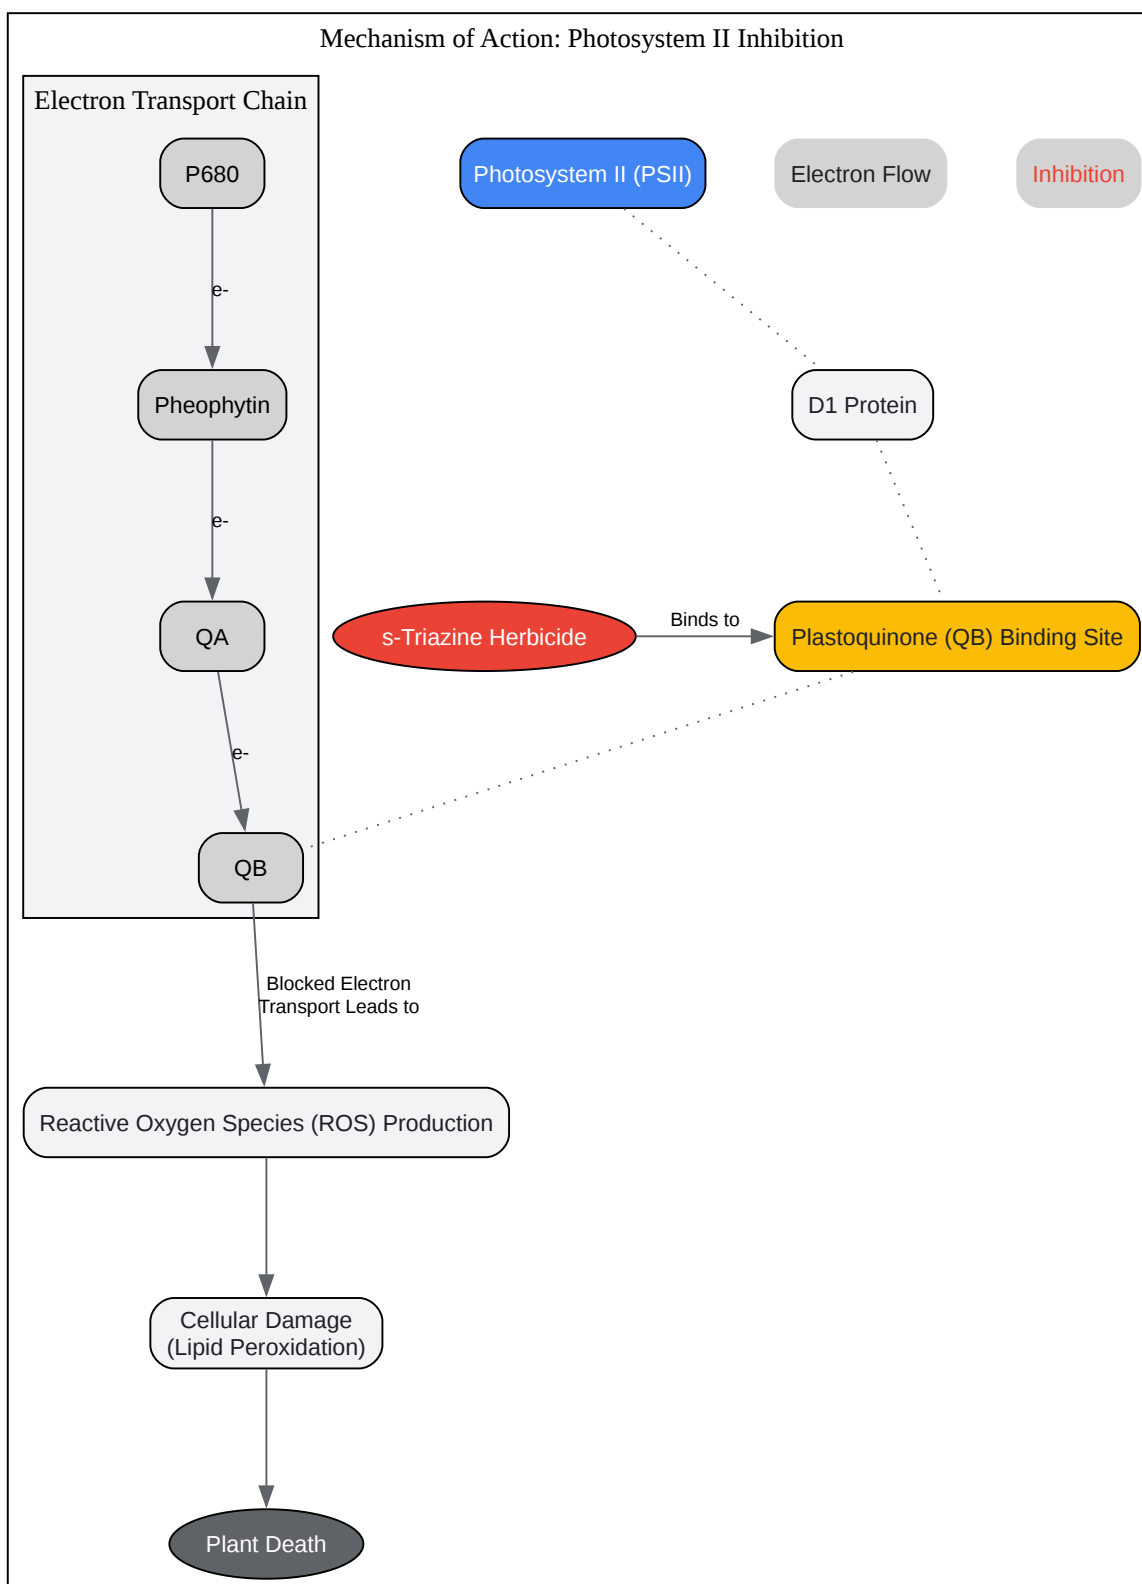 Mechanism of Action: Photosystem II Inhibition
Electron Transport Chain
P680
Photosystem II (PSII)
Electron Flow
Inhibition
e-
Pheophytin
D1 Protein
e-
QA
s-Triazine Herbicide
Binds to
Plastoquinone (QB) Binding Site
e-
QB
Blocked Electron
Transport Leads to
Reactive Oxygen Species (ROS) Production
Cellular Damage
(Lipid Peroxidation)
Plant Death